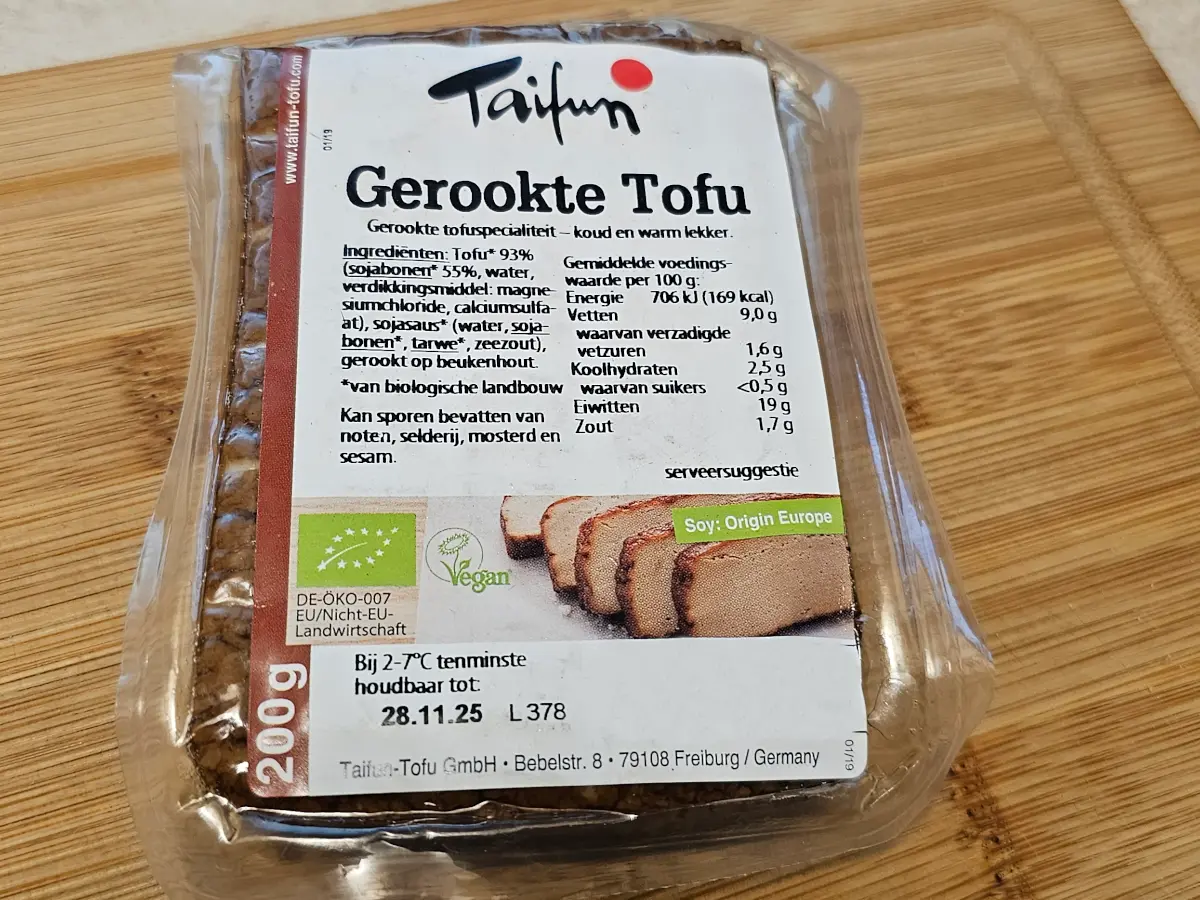 www.taifun-tofu.com
01/19
Taifun
Gerookte Tofu
Gerookte tofuspecialiteit – koud en warm lekker.
Ingrediënten: Tofu* 93%
(sojabonen* 55%, water,
verdikkingsmiddel: magne-
siumchloride, calciumsulfa-
at), sojasaus* (water, soja-
bonen*, tarwe*, zeezout),
gerookt op beukenhout.
*van biologische landbouw
Kan sporen bevatten van
noten, selderij, mosterd en
sesam.
Gemiddelde voedings-
waarde per 100 g:
Energie 706 kJ (169 kcal)
Vetten 9,0 g
waarvan verzadigde
vetzuren 1,6 g
Koolhydraten 2,5 g
waarvan suikers <0,5 g
Eiwitten 19 g
Zout 1,7 g
serveersuggestie
Soy: Origin Europe
Vegan
DE-ÖKO-007
EU/Nicht-EU-
Landwirtschaft
200g
Bij 2-7°C tenminste
houdbaar tot:
28.11.25 L378
Taifun-Tofu GmbH • Bebelstr. 8 • 79108 Freiburg / Germany
01/19